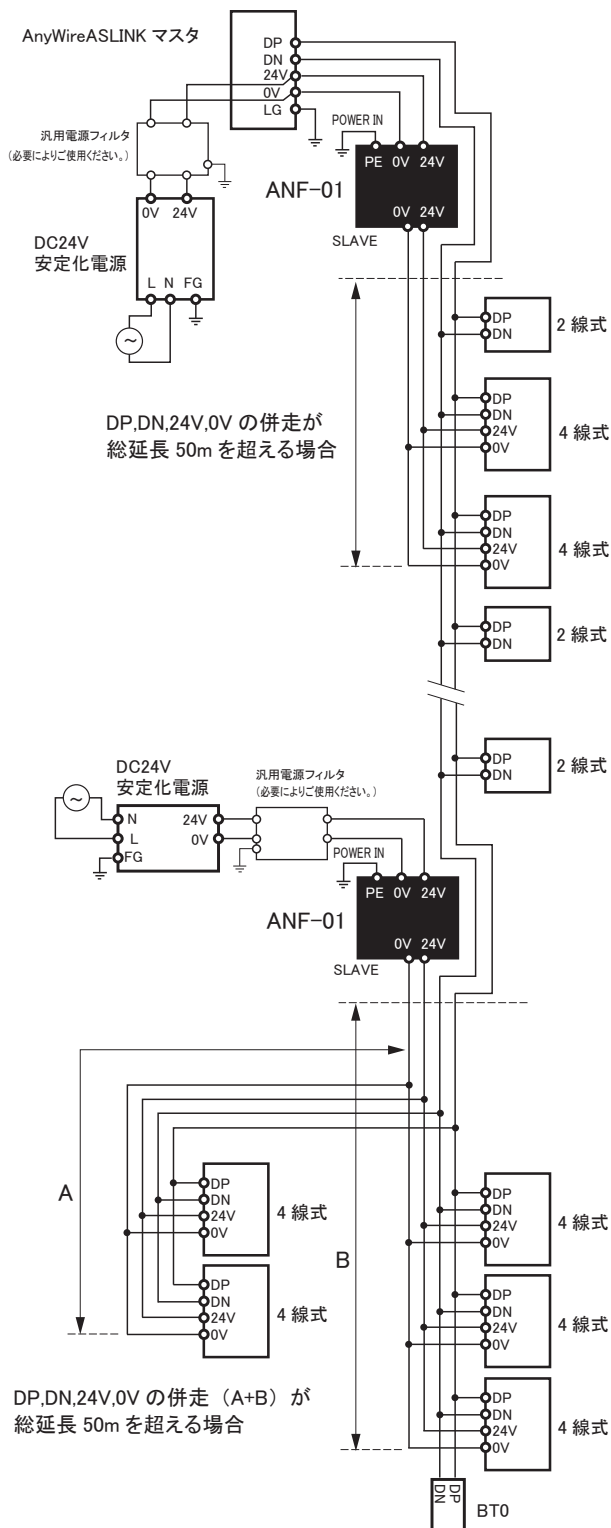 AnyWireASLINK マスタ
DP
DN
24V
0V
LG
汎用電源フィルタ
(必要によりご使用ください。)
POWER IN
PE 0V 24V
ANF-01
0V 24V
SLAVE
0V 24V
DC24V
安定化電源
L N FG
~
DP
DN
2 線式
DP
DN
24V
0V
4 線式
DP,DN,24V,0V の併走が
総延長 50m を超える場合
DP
DN
24V
0V
4 線式
DP
DN
2 線式
DP
DN
2 線式
DC24V
安定化電源
汎用電源フィルタ
(必要によりご使用ください。)
~
N
L
FG
24V
0V
POWER IN
PE 0V 24V
ANF-01
0V 24V
SLAVE
A
B
DP
DN
24V
0V
4 線式
DP
DN
24V
0V
4 線式
DP
DN
24V
0V
4 線式
DP
DN
24V
0V
4 線式
DP
DN
24V
0V
4 線式
DP,DN,24V,0V の併走（A+B）が
総延長 50m を超える場合
DN
DP
BT0